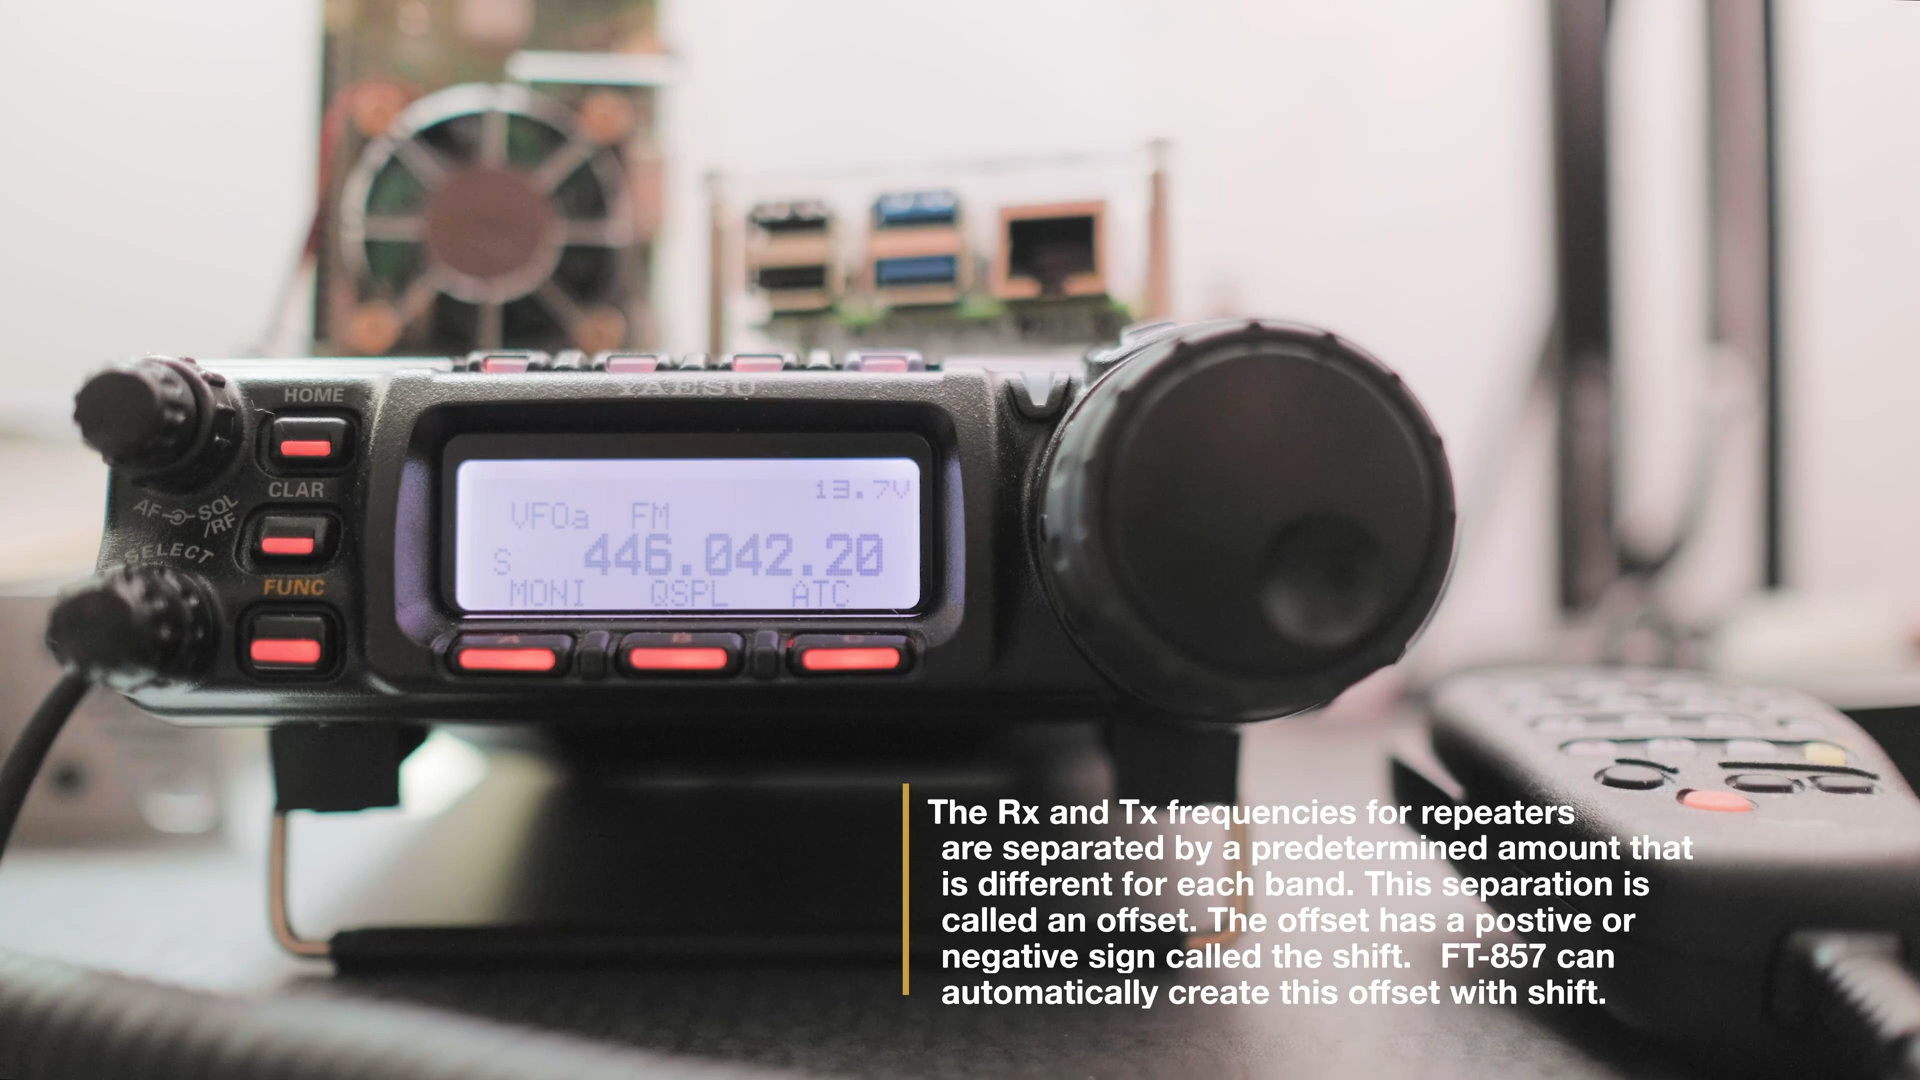 YAESU
HOME
CLAR
AF SQL
/RF
SELECT
FUNC
13.7V
VFOa FM
S 446.042.20
MONI QSPL ATC
A B C
The Rx and Tx frequencies for repeaters
are separated by a predetermined amount that
is different for each band. This separation is
called an offset. The offset has a postive or
negative sign called the shift. FT-857 can
automatically create this offset with shift.